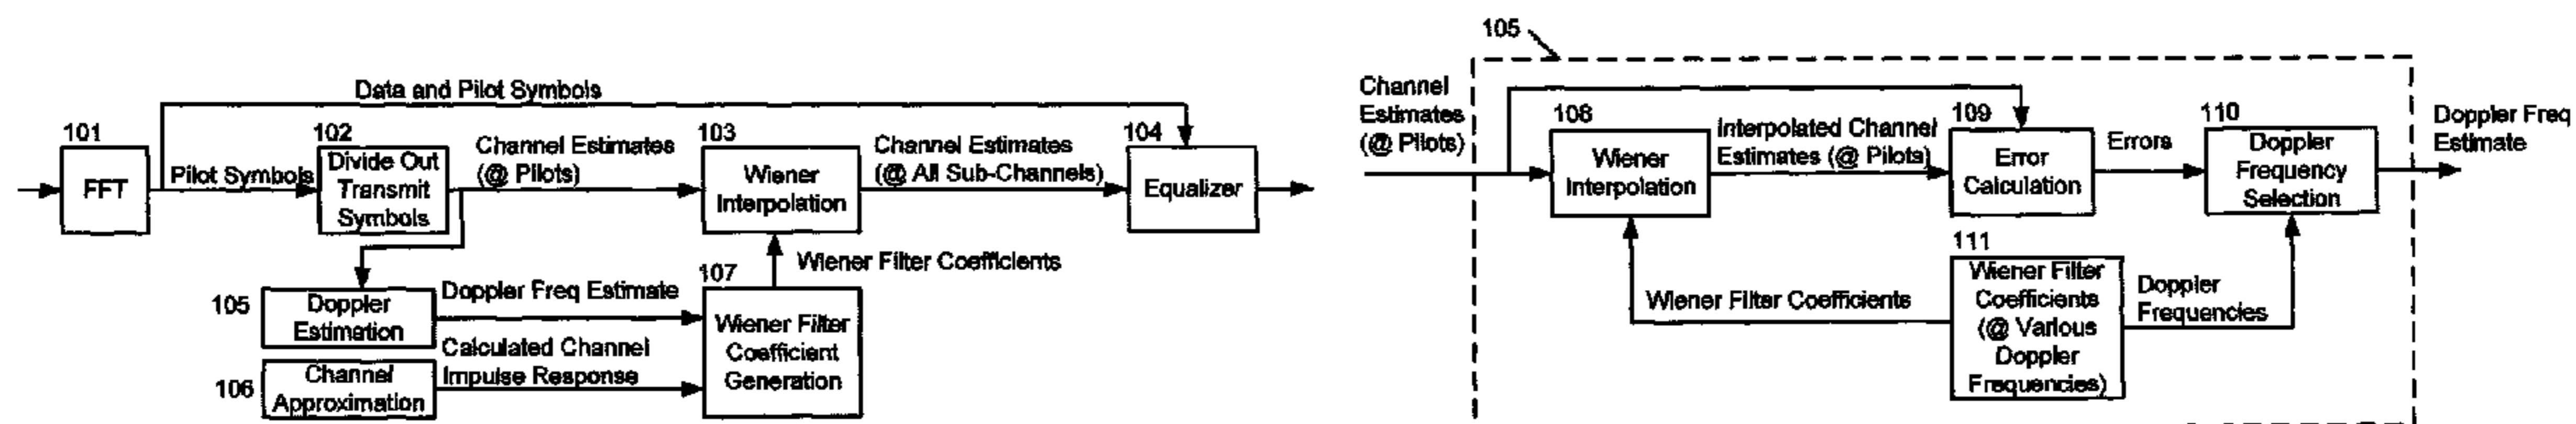 Data and Pilot Symbols
101
FFT
Pilot Symbols
102
Divide Out
Transmit
Symbols
Channel Estimates
(@ Pilots)
103
Wiener
Interpolation
Channel Estimates
(@ All Sub-Channels)
104
Equalizer
Wiener Filter Coefficients
105
Doppler
Estimation
Doppler Freq Estimate
106
Channel
Approximation
Calculated Channel
Impulse Response
107
Wiener Filter
Coefficient
Generation
105
Channel
Estimates
(@ Pilots)
108
Wiener
Interpolation
Interpolated Channel
Estimates (@ Pilots)
109
Error
Calculation
Errors
110
Doppler
Frequency
Selection
Doppler Freq
Estimate
Wiener Filter Coefficients
111
Wiener Filter
Coefficients
(@ Various
Doppler
Frequencies)
Doppler
Frequencies